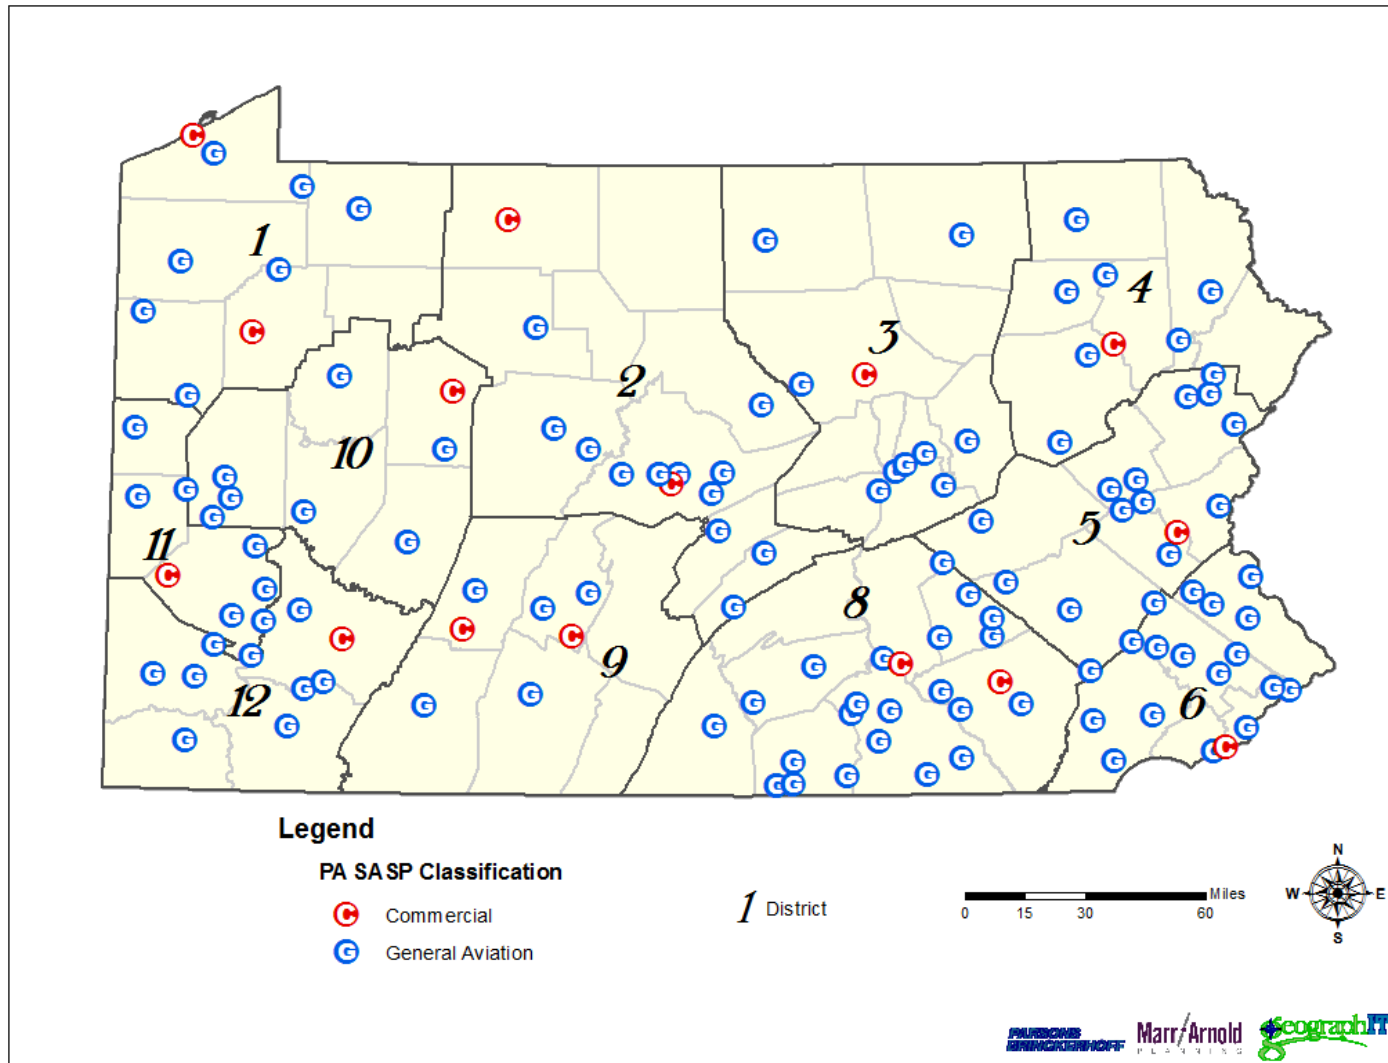 1
2
3
4
5
6
8
9
10
11
12
Legend
PA SASP Classification
C Commercial
G General Aviation
1 District
0 15 30 60 Miles
N
W E
S
PARSONS
BRINCKERHOFF
Marr/Arnold
PLANNING
GeographIT